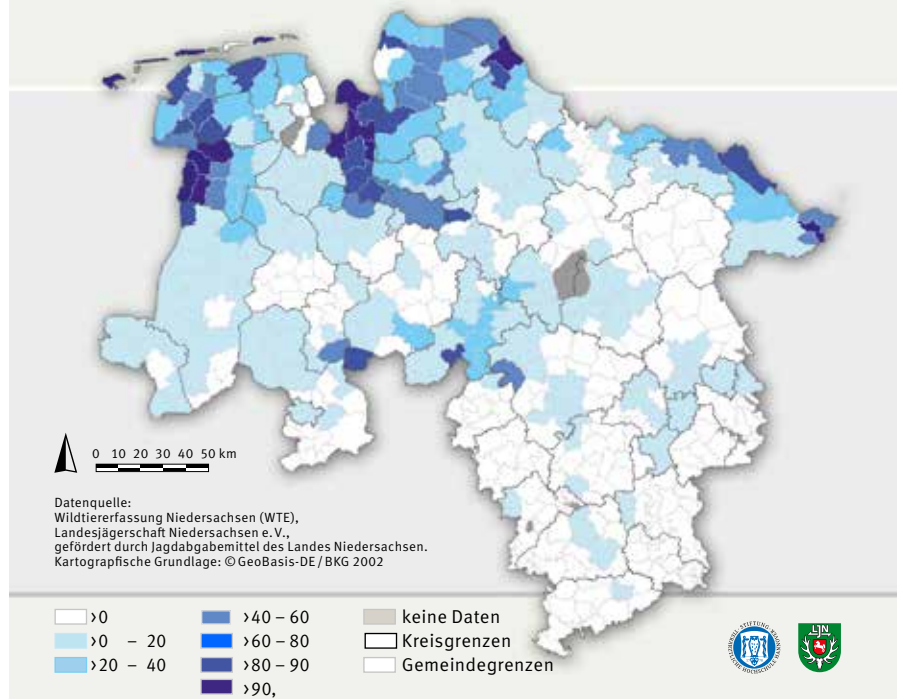 0 10 20 30 40 50 km
Datenquelle:
Wildtiererfassung Niedersachsen (WTE),
Landesjägerschaft Niedersachsen e. V.,
gefördert durch Jagdabgabemittel des Landes Niedersachsen.
Kartografische Grundlage: © GeoBasis-DE / BKG 2002
>0
>0 – 20
>20 – 40
>40 – 60
>60 – 80
>80 – 90
>90,
keine Daten
Kreisgrenzen
Gemeindegrenzen
LJN